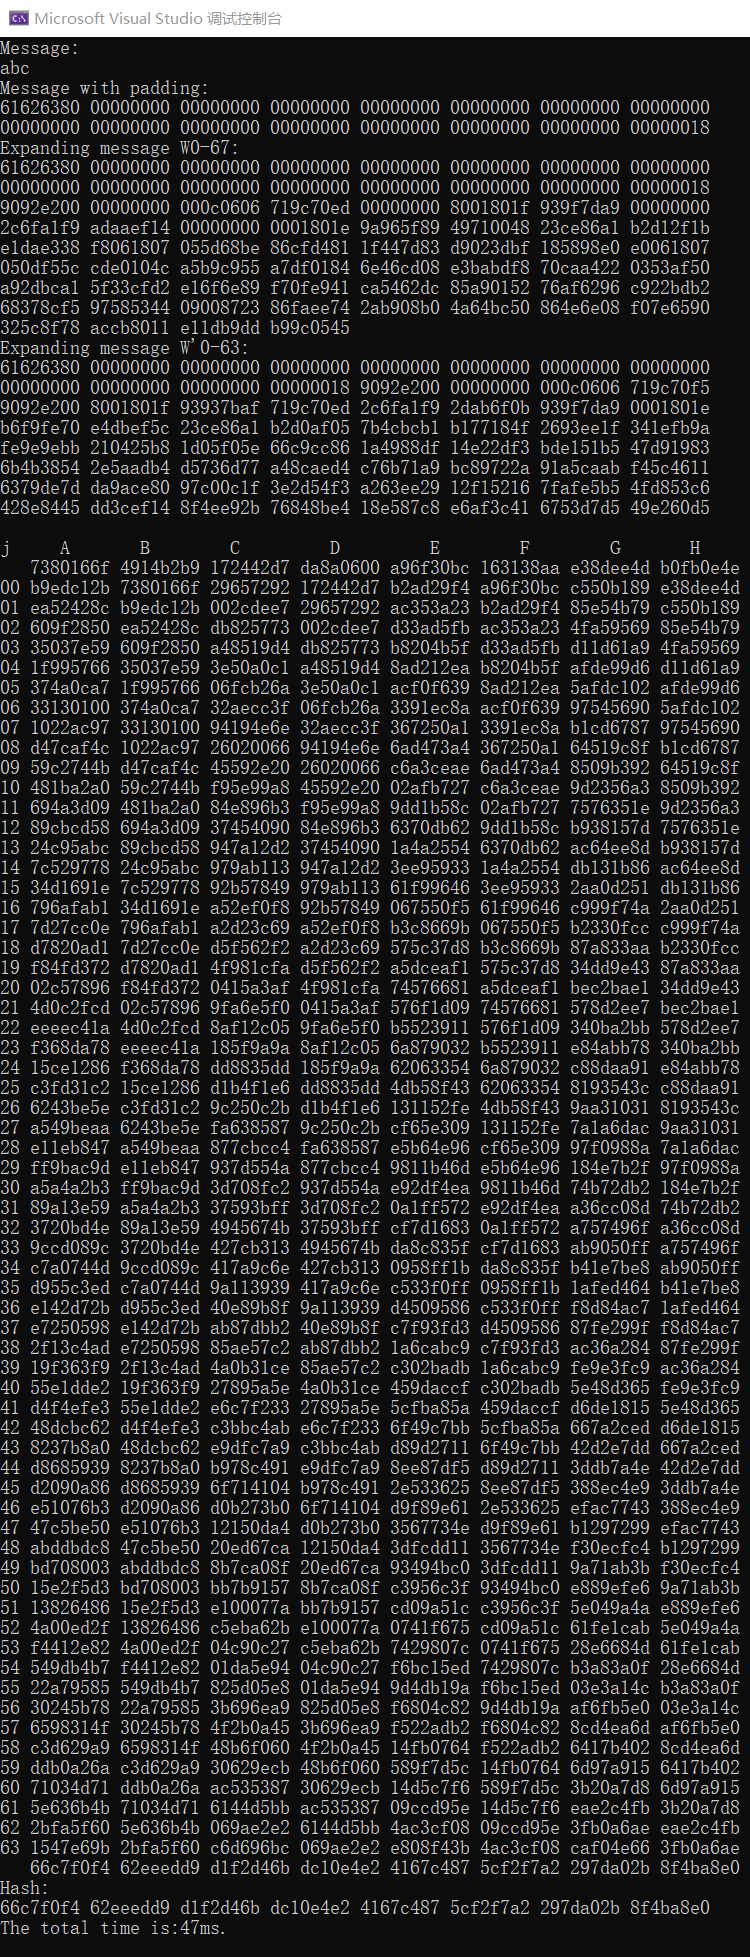 Microsoft Visual Studio 调试控制台
Message:
abc
Message with padding:
61626380 00000000 00000000 00000000 00000000 00000000 00000000 00000000
00000000 00000000 00000000 00000000 00000000 00000000 00000000 00000018
Expanding message W0-67:
61626380 00000000 00000000 00000000 00000000 00000000 00000000 00000000
00000000 00000000 00000000 00000000 00000000 00000000 00000000 00000018
9092e200 00000000 000c0606 719c70ed 00000000 8001801f 939f7da9 00000000
2c6fa1f9 adaaef14 00000000 0001801e 9a965f89 49710048 23ce86a1 b2d12f1b
e1dae338 f8061807 055d68be 86cfd481 1f447d83 d9023dbf 185898e0 e0061807
050df55c cde0104c a5b9c955 a7df0184 6e46cd08 e3babdf8 70caa422 0353af50
a92dbca1 5f33cfd2 e16f6e89 f70fe941 ca5462dc 85a90152 76af6296 c922bdb2
68378cf5 97585344 09008723 86faee74 2ab908b0 4a64bc50 864e6e08 f07e6590
325c8f78 accb8011 e11db9dd b99c0545
Expanding message W'0-63:
61626380 00000000 00000000 00000000 00000000 00000000 00000000 00000000
00000000 00000000 00000000 00000018 9092e200 00000000 000c0606 719c70f5
9092e200 8001801f 93937baf 719c70ed 2c6fa1f9 2dab6f0b 939f7da9 0001801e
b6f9fe70 e4dbef5c 23ce86a1 b2d0af05 7b4cbcb1 b177184f 2693ee1f 341efb9a
fe9e9ebb 210425b8 1d05f05e 66c9cc86 1a4988df 14e22df3 bde151b5 47d91983
6b4b3854 2e5aadb4 d5736d77 a48caed4 c76b71a9 bc89722a 91a5caab f45c4611
6379de7d da9ace80 97c00c1f 3e2d54f3 a263ee29 12f15216 7fafe5b5 4fd853c6
428e8445 dd3cef14 8f4ee92b 76848be4 18e587c8 e6af3c41 6753d7d5 49e260d5
j A B C D E F G H
7380166f 4914b2b9 172442d7 da8a0600 a96f30bc 163138aa e38dee4d b0fb0e4e
00 b9edc12b 7380166f 29657292 172442d7 b2ad29f4 a96f30bc c550b189 e38dee4d
01 ea52428c b9edc12b 002cdee7 29657292 ac353a23 b2ad29f4 85e54b79 c550b189
02 609f2850 ea52428c db825773 002cdee7 d33ad5fb ac353a23 4fa59569 85e54b79
03 35037e59 609f2850 a48519d4 db825773 b8204b5f d33ad5fb d11d61a9 4fa59569
04 1f995766 35037e59 3e50a0c1 a48519d4 8ad212ea b8204b5f afde99d6 d11d61a9
05 374a0ca7 1f995766 06fcb26a 3e50a0c1 acf0f639 8ad212ea 5afdc102 afde99d6
06 33130100 374a0ca7 32aecc3f 06fcb26a 3391ec8a acf0f639 97545690 5afdc102
07 1022ac97 33130100 94194e6e 32aecc3f 367250a1 3391ec8a b1cd6787 97545690
08 d47caf4c 1022ac97 26020066 94194e6e 6ad473a4 367250a1 64519c8f b1cd6787
09 59c2744b d47caf4c 45592e20 26020066 c6a3ceae 6ad473a4 8509b392 64519c8f
10 481ba2a0 59c2744b f95e99a8 45592e20 02afb727 c6a3ceae 9d2356a3 8509b392
11 694a3d09 481ba2a0 84e896b3 f95e99a8 9dd1b58c 02afb727 7576351e 9d2356a3
12 89cbcd58 694a3d09 37454090 84e896b3 6370db62 9dd1b58c b938157d 7576351e
13 24c95abc 89cbcd58 947a12d2 37454090 1a4a2554 6370db62 ac64ee8d b938157d
14 7c529778 24c95abc 979ab113 947a12d2 3ee95933 1a4a2554 db131b86 ac64ee8d
15 34d1691e 7c529778 92b57849 979ab113 61f99646 3ee95933 2aa0d251 db131b86
16 796afab1 34d1691e a52ef0f8 92b57849 067550f5 61f99646 c999f74a 2aa0d251
17 7d27cc0e 796afab1 a2d23c69 a52ef0f8 b3c8669b 067550f5 b2330fcc c999f74a
18 d7820ad1 7d27cc0e d5f562f2 a2d23c69 575c37d8 b3c8669b 87a833aa b2330fcc
19 f84fd372 d7820ad1 4f981cfa d5f562f2 a5dceaf1 575c37d8 34dd9e43 87a833aa
20 02c57896 f84fd372 0415a3af 4f981cfa 74576681 a5dceaf1 bec2bae1 34dd9e43
21 4d0c2fcd 02c57896 9fa6e5f0 0415a3af 576f1d09 74576681 578d2ee7 bec2bae1
22 eeeec41a 4d0c2fcd 8af12c05 9fa6e5f0 b5523911 576f1d09 340ba2bb 578d2ee7
23 f368da78 eeeec41a 185f9a9a 8af12c05 6a879032 b5523911 e84abb78 340ba2bb
24 15ce1286 f368da78 dd8835dd 185f9a9a 62063354 6a879032 c88daa91 e84abb78
25 c3fd31c2 15ce1286 d1b4f1e6 dd8835dd 4db58f43 62063354 8193543c c88daa91
26 6243be5e c3fd31c2 9c250c2b d1b4f1e6 131152fe 4db58f43 9aa31031 8193543c
27 a549beaa 6243be5e fa638587 9c250c2b cf65e309 131152fe 7a1a6dac 9aa31031
28 e11eb847 a549beaa 877cbcc4 fa638587 e5b64e96 cf65e309 97f0988a 7a1a6dac
29 ff9bac9d e11eb847 937d554a 877cbcc4 9811b46d e5b64e96 184e7b2f 97f0988a
30 a5a4a2b3 ff9bac9d 3d708fc2 937d554a e92df4ea 9811b46d 74b72db2 184e7b2f
31 89a13e59 a5a4a2b3 37593bff 3d708fc2 0a1ff572 e92df4ea a36cc08d 74b72db2
32 3720bd4e 89a13e59 4945674b 37593bff cf7d1683 0a1ff572 a757496f a36cc08d
33 9ccd089c 3720bd4e 427cb313 4945674b da8c835f cf7d1683 ab9050ff a757496f
34 c7a0744d 9ccd089c 417a9c6e 427cb313 0958ff1b da8c835f b41e7be8 ab9050ff
35 d955c3ed c7a0744d 9a113939 417a9c6e c533f0ff 0958ff1b 1afed464 b41e7be8
36 e142d72b d955c3ed 40e89b8f 9a113939 d4509586 c533f0ff f8d84ac7 1afed464
37 e7250598 e142d72b ab87dbb2 40e89b8f c7f93fd3 d4509586 87fe299f f8d84ac7
38 2f13c4ad e7250598 85ae57c2 ab87dbb2 1a6cabc9 c7f93fd3 ac36a284 87fe299f
39 19f363f9 2f13c4ad 4a0b31ce 85ae57c2 c302badb 1a6cabc9 fe9e3fc9 ac36a284
40 55e1dde2 19f363f9 27895a5e 4a0b31ce 459daccf c302badb 5e48d365 fe9e3fc9
41 d4f4efe3 55e1dde2 e6c7f233 27895a5e 5cfba85a 459daccf d6de1815 5e48d365
42 48dcbc62 d4f4efe3 c3bbc4ab e6c7f233 6f49c7bb 5cfba85a 667a2ced d6de1815
43 8237b8a0 48dcbc62 e9dfc7a9 c3bbc4ab d89d2711 6f49c7bb 42d2e7dd 667a2ced
44 d8685939 8237b8a0 b978c491 e9dfc7a9 8ee87df5 d89d2711 3ddb7a4e 42d2e7dd
45 d2090a86 d8685939 6f714104 b978c491 2e533625 8ee87df5 388ec4e9 3ddb7a4e
46 e51076b3 d2090a86 d0b273b0 6f714104 d9f89e61 2e533625 efac7743 388ec4e9
47 47c5be50 e51076b3 12150da4 d0b273b0 3567734e d9f89e61 b1297299 efac7743
48 abddbdc8 47c5be50 20ed67ca 12150da4 3dfcdd11 3567734e f30ecfc4 b1297299
49 bd708003 abddbdc8 8b7ca08f 20ed67ca 93494bc0 3dfcdd11 9a71ab3b f30ecfc4
50 15e2f5d3 bd708003 bb7b9157 8b7ca08f c3956c3f 93494bc0 e889efe6 9a71ab3b
51 13826486 15e2f5d3 e100077a bb7b9157 cd09a51c c3956c3f 5e049a4a e889efe6
52 4a00ed2f 13826486 c5eba62b e100077a 0741f675 cd09a51c 61fe1cab 5e049a4a
53 f4412e82 4a00ed2f 04c90c27 c5eba62b 7429807c 0741f675 28e6684d 61fe1cab
54 549db4b7 f4412e82 01da5e94 04c90c27 f6bc15ed 7429807c b3a83a0f 28e6684d
55 22a79585 549db4b7 825d05e8 01da5e94 9d4db19a f6bc15ed 03e3a14c b3a83a0f
56 30245b78 22a79585 3b696ea9 825d05e8 f6804c82 9d4db19a af6fb5e0 03e3a14c
57 6598314f 30245b78 4f2b0a45 3b696ea9 f522adb2 f6804c82 8cd4ea6d af6fb5e0
58 c3d629a9 6598314f 48b6f060 4f2b0a45 14fb0764 f522adb2 6417b402 8cd4ea6d
59 ddb0a26a c3d629a9 30629ecb 48b6f060 589f7d5c 14fb0764 6d97a915 6417b402
60 71034d71 ddb0a26a ac535387 30629ecb 14d5c7f6 589f7d5c 3b20a7d8 6d97a915
61 5e636b4b 71034d71 6144d5bb ac535387 09ccd95e 14d5c7f6 eae2c4fb 3b20a7d8
62 2bfa5f60 5e636b4b 069ae2e2 6144d5bb 4ac3cf08 09ccd95e 3fb0a6ae eae2c4fb
63 1547e69b 2bfa5f60 c6d696bc 069ae2e2 e808f43b 4ac3cf08 caf04e66 3fb0a6ae
66c7f0f4 62eeedd9 d1f2d46b dc10e4e2 4167c487 5cf2f7a2 297da02b 8f4ba8e0
Hash:
66c7f0f4 62eeedd9 d1f2d46b dc10e4e2 4167c487 5cf2f7a2 297da02b 8f4ba8e0
The total time is:47ms.